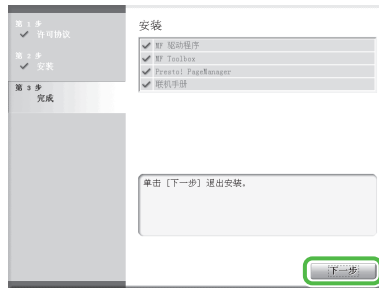 第 1 步
许可协议
第 2 步
安装
第 3 步
完成
安装
MF 驱动程序
MF Toolbox
Presto! PageManager
联机手册
单击 [下一步] 退出安装。
下一步